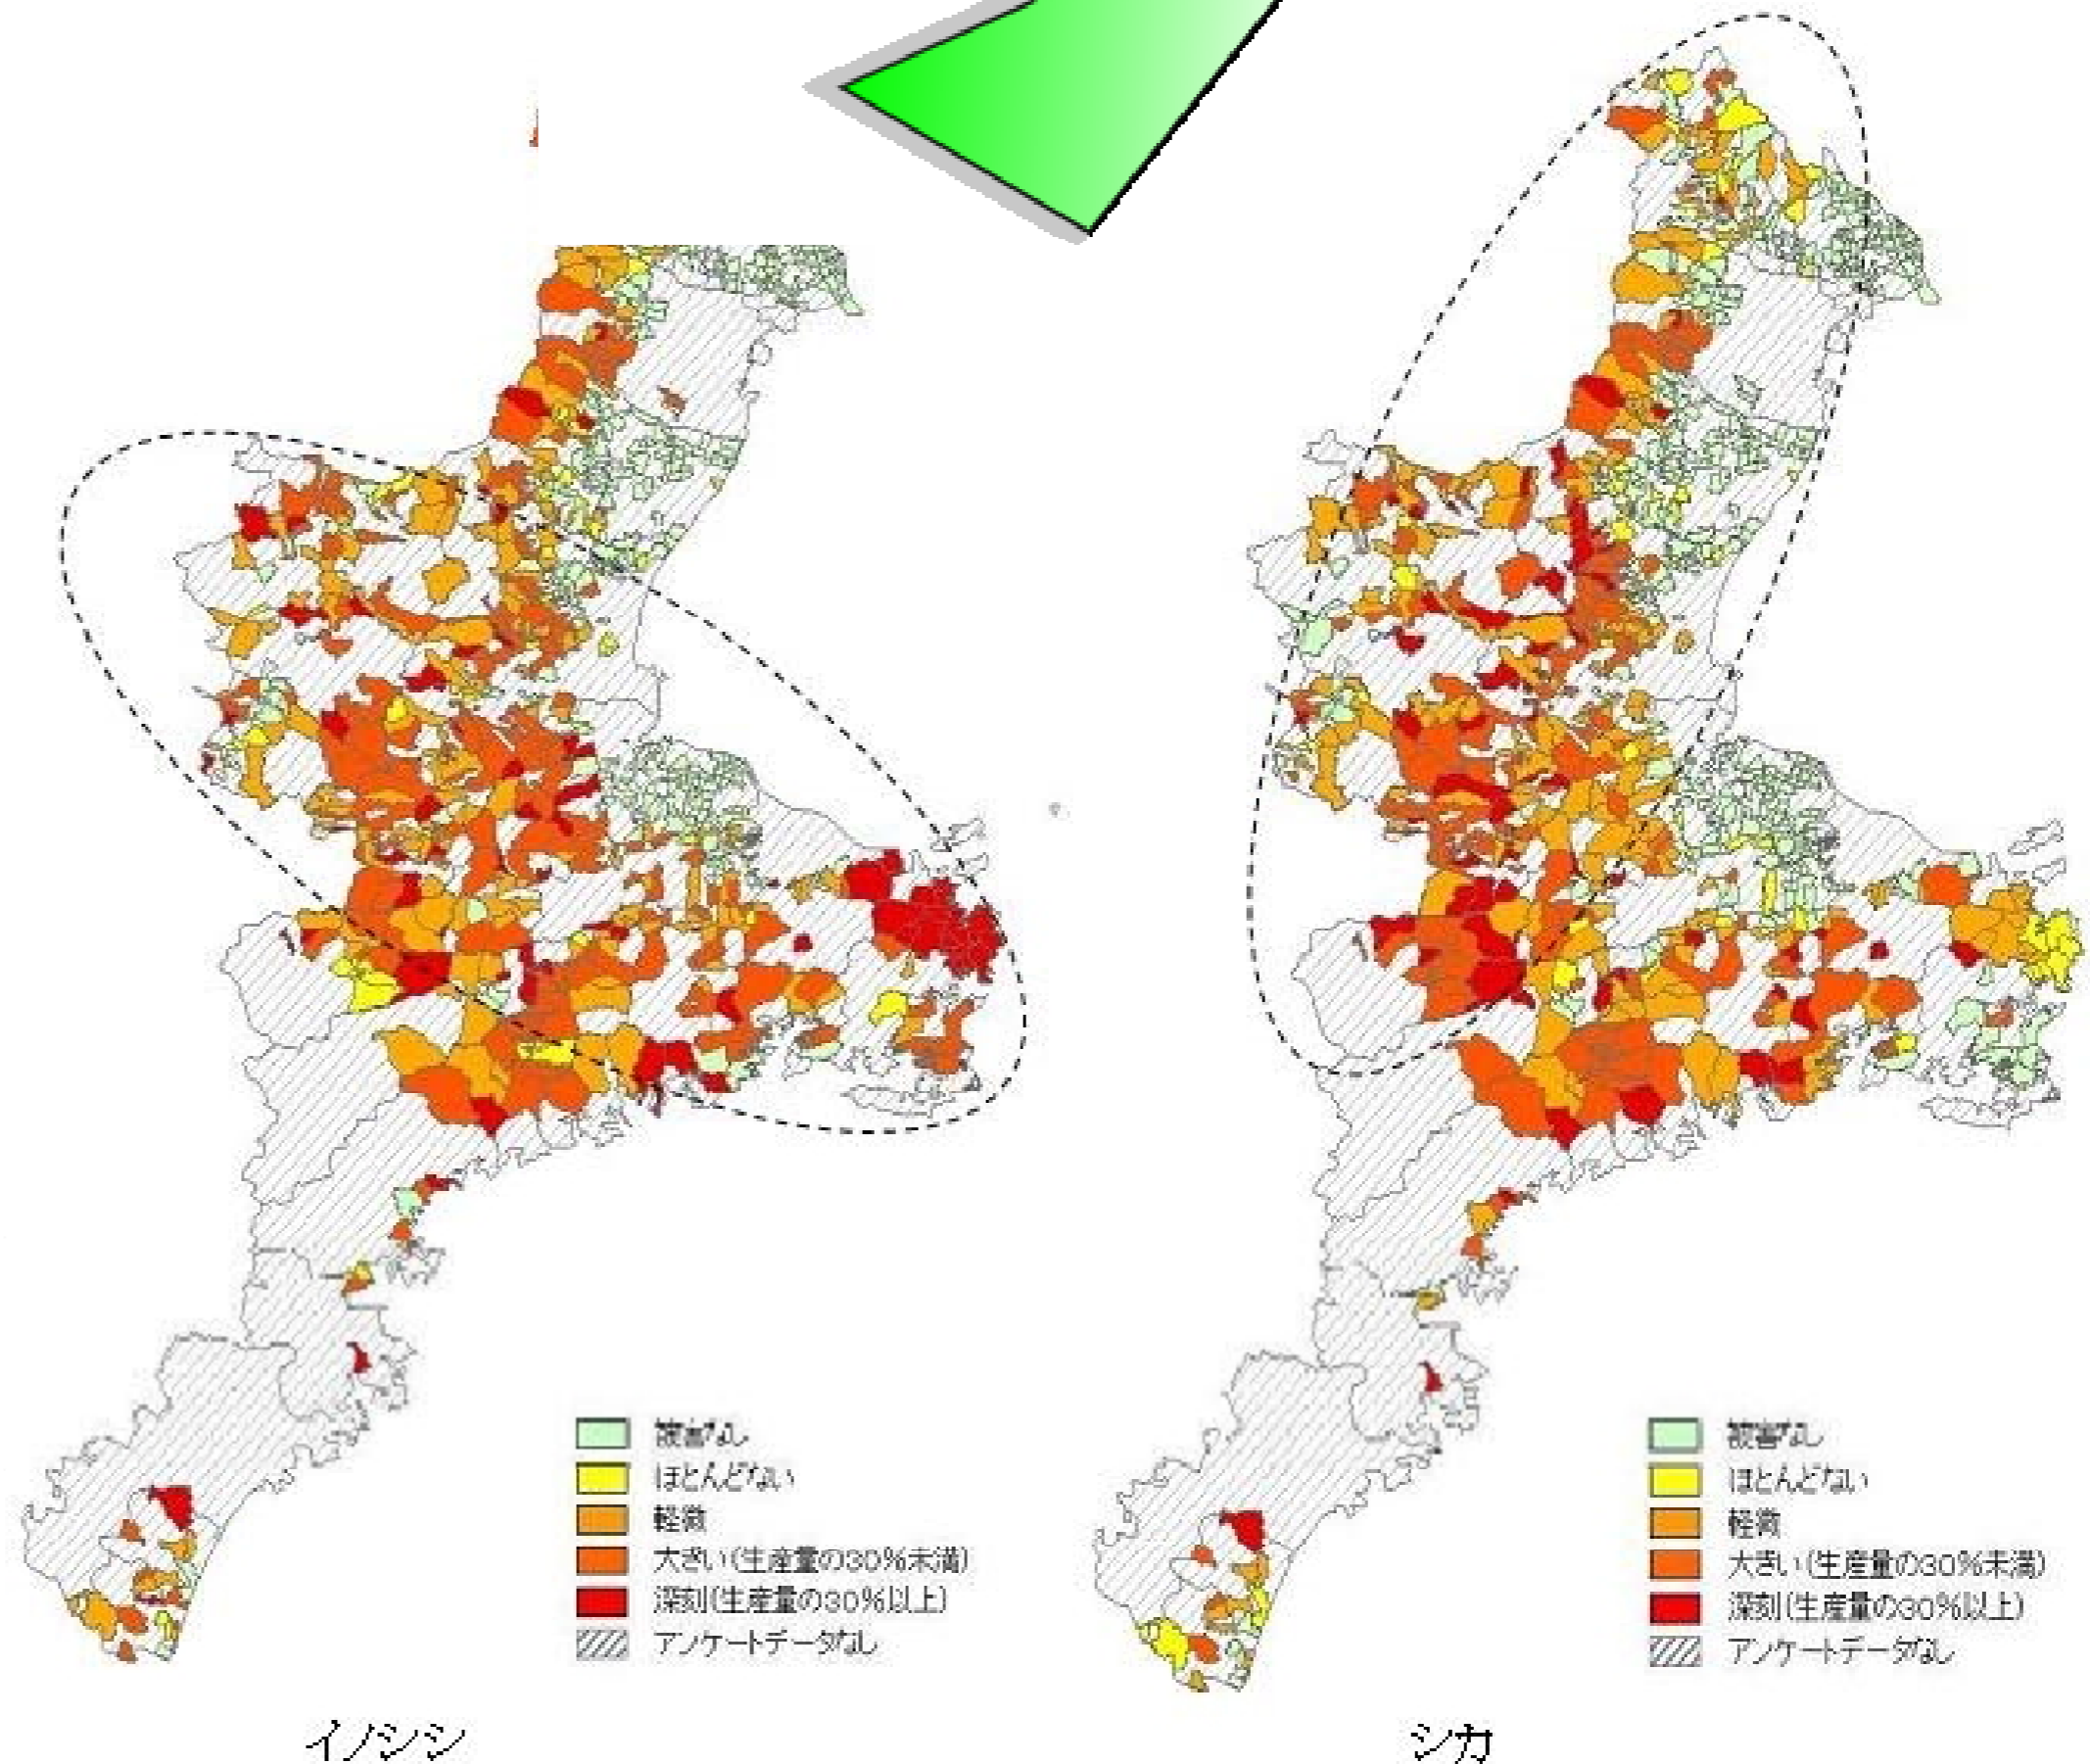 被害なし
ほとんどない
軽微
大きい(生産量の30%未満)
深刻(生産量の30%以上)
アンケートデータなし
被害なし
ほとんどない
軽微
大きい(生産量の30%未満)
深刻(生産量の30%以上)
アンケートデータなし
イノシシ
シカ